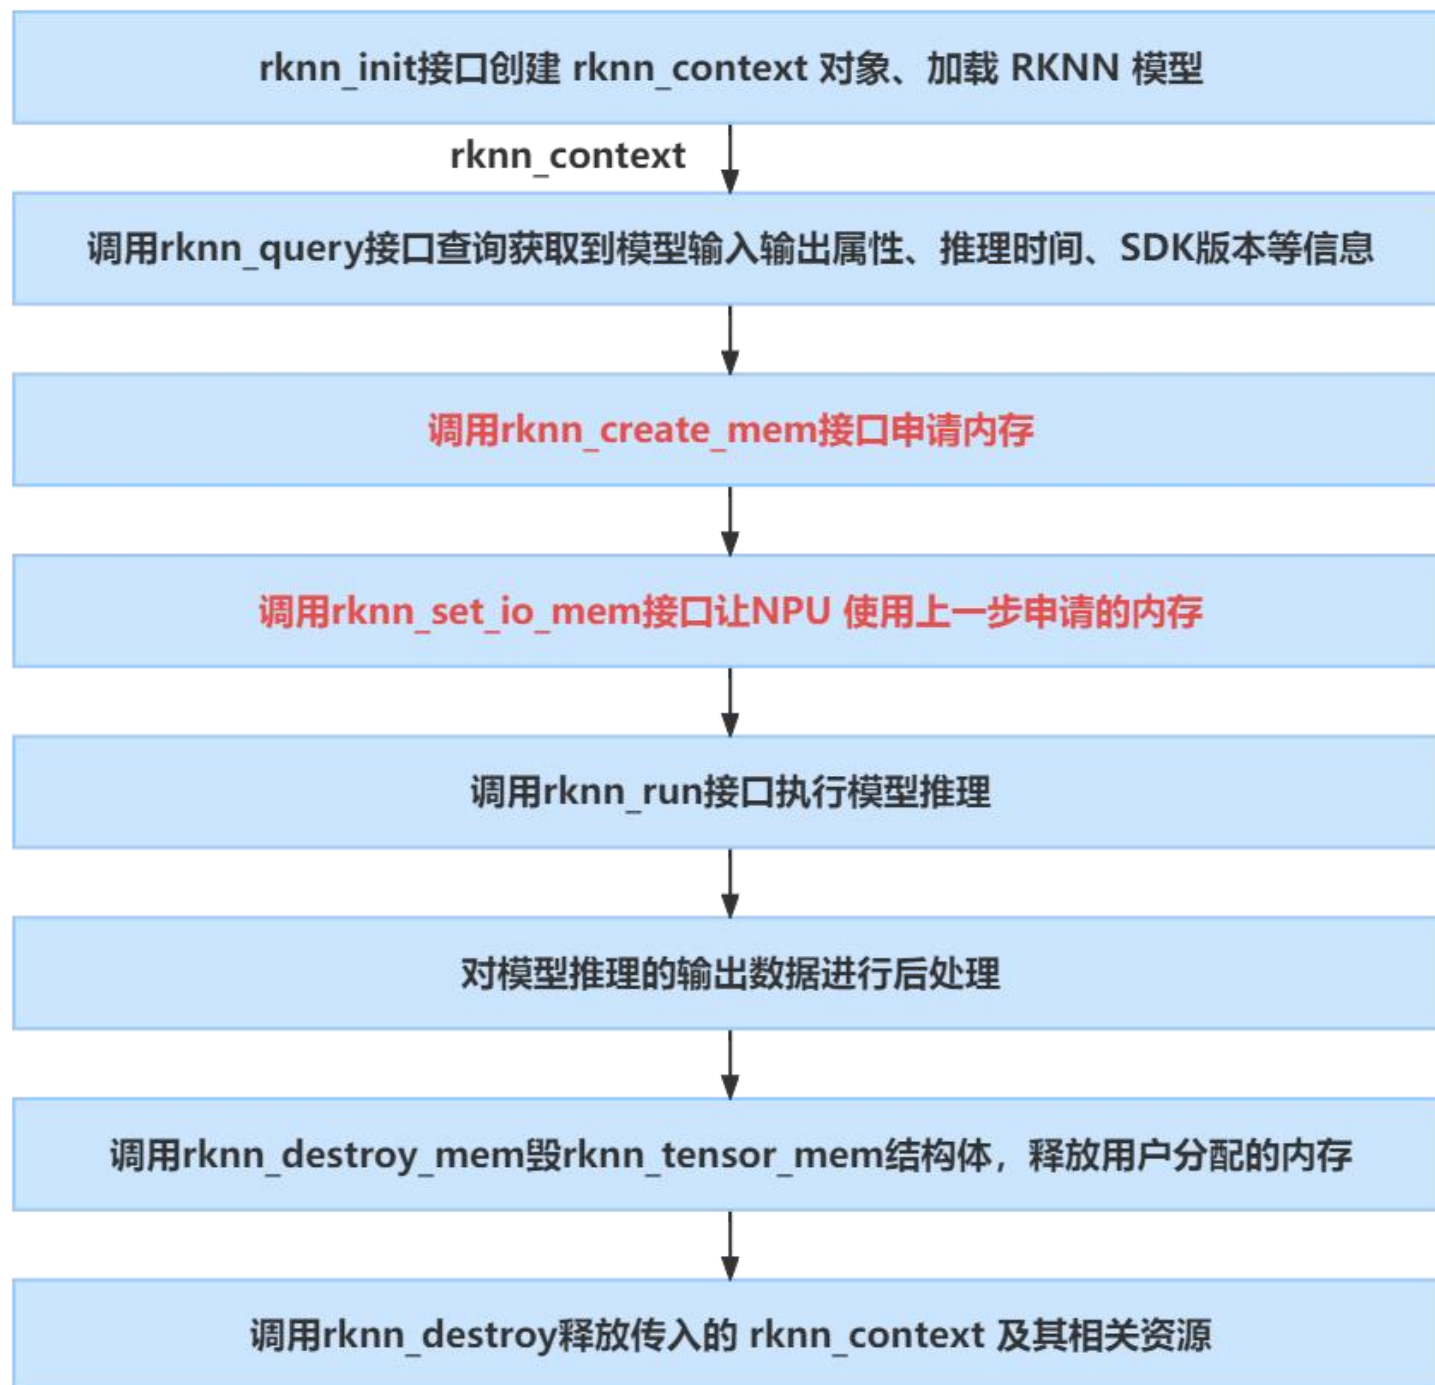 rknn_init接口创建 rknn_context 对象、加载 RKNN 模型
rknn_context
调用rknn_query接口查询获取到模型输入输出属性、推理时间、SDK版本等信息
调用rknn_create_mem接口申请内存
调用rknn_set_io_mem接口让NPU 使用上一步申请的内存
调用rknn_run接口执行模型推理
对模型推理的输出数据进行后处理
调用rknn_destroy_mem毁rknn_tensor_mem结构体，释放用户分配的内存
调用rknn_destroy释放传入的 rknn_context 及其相关资源